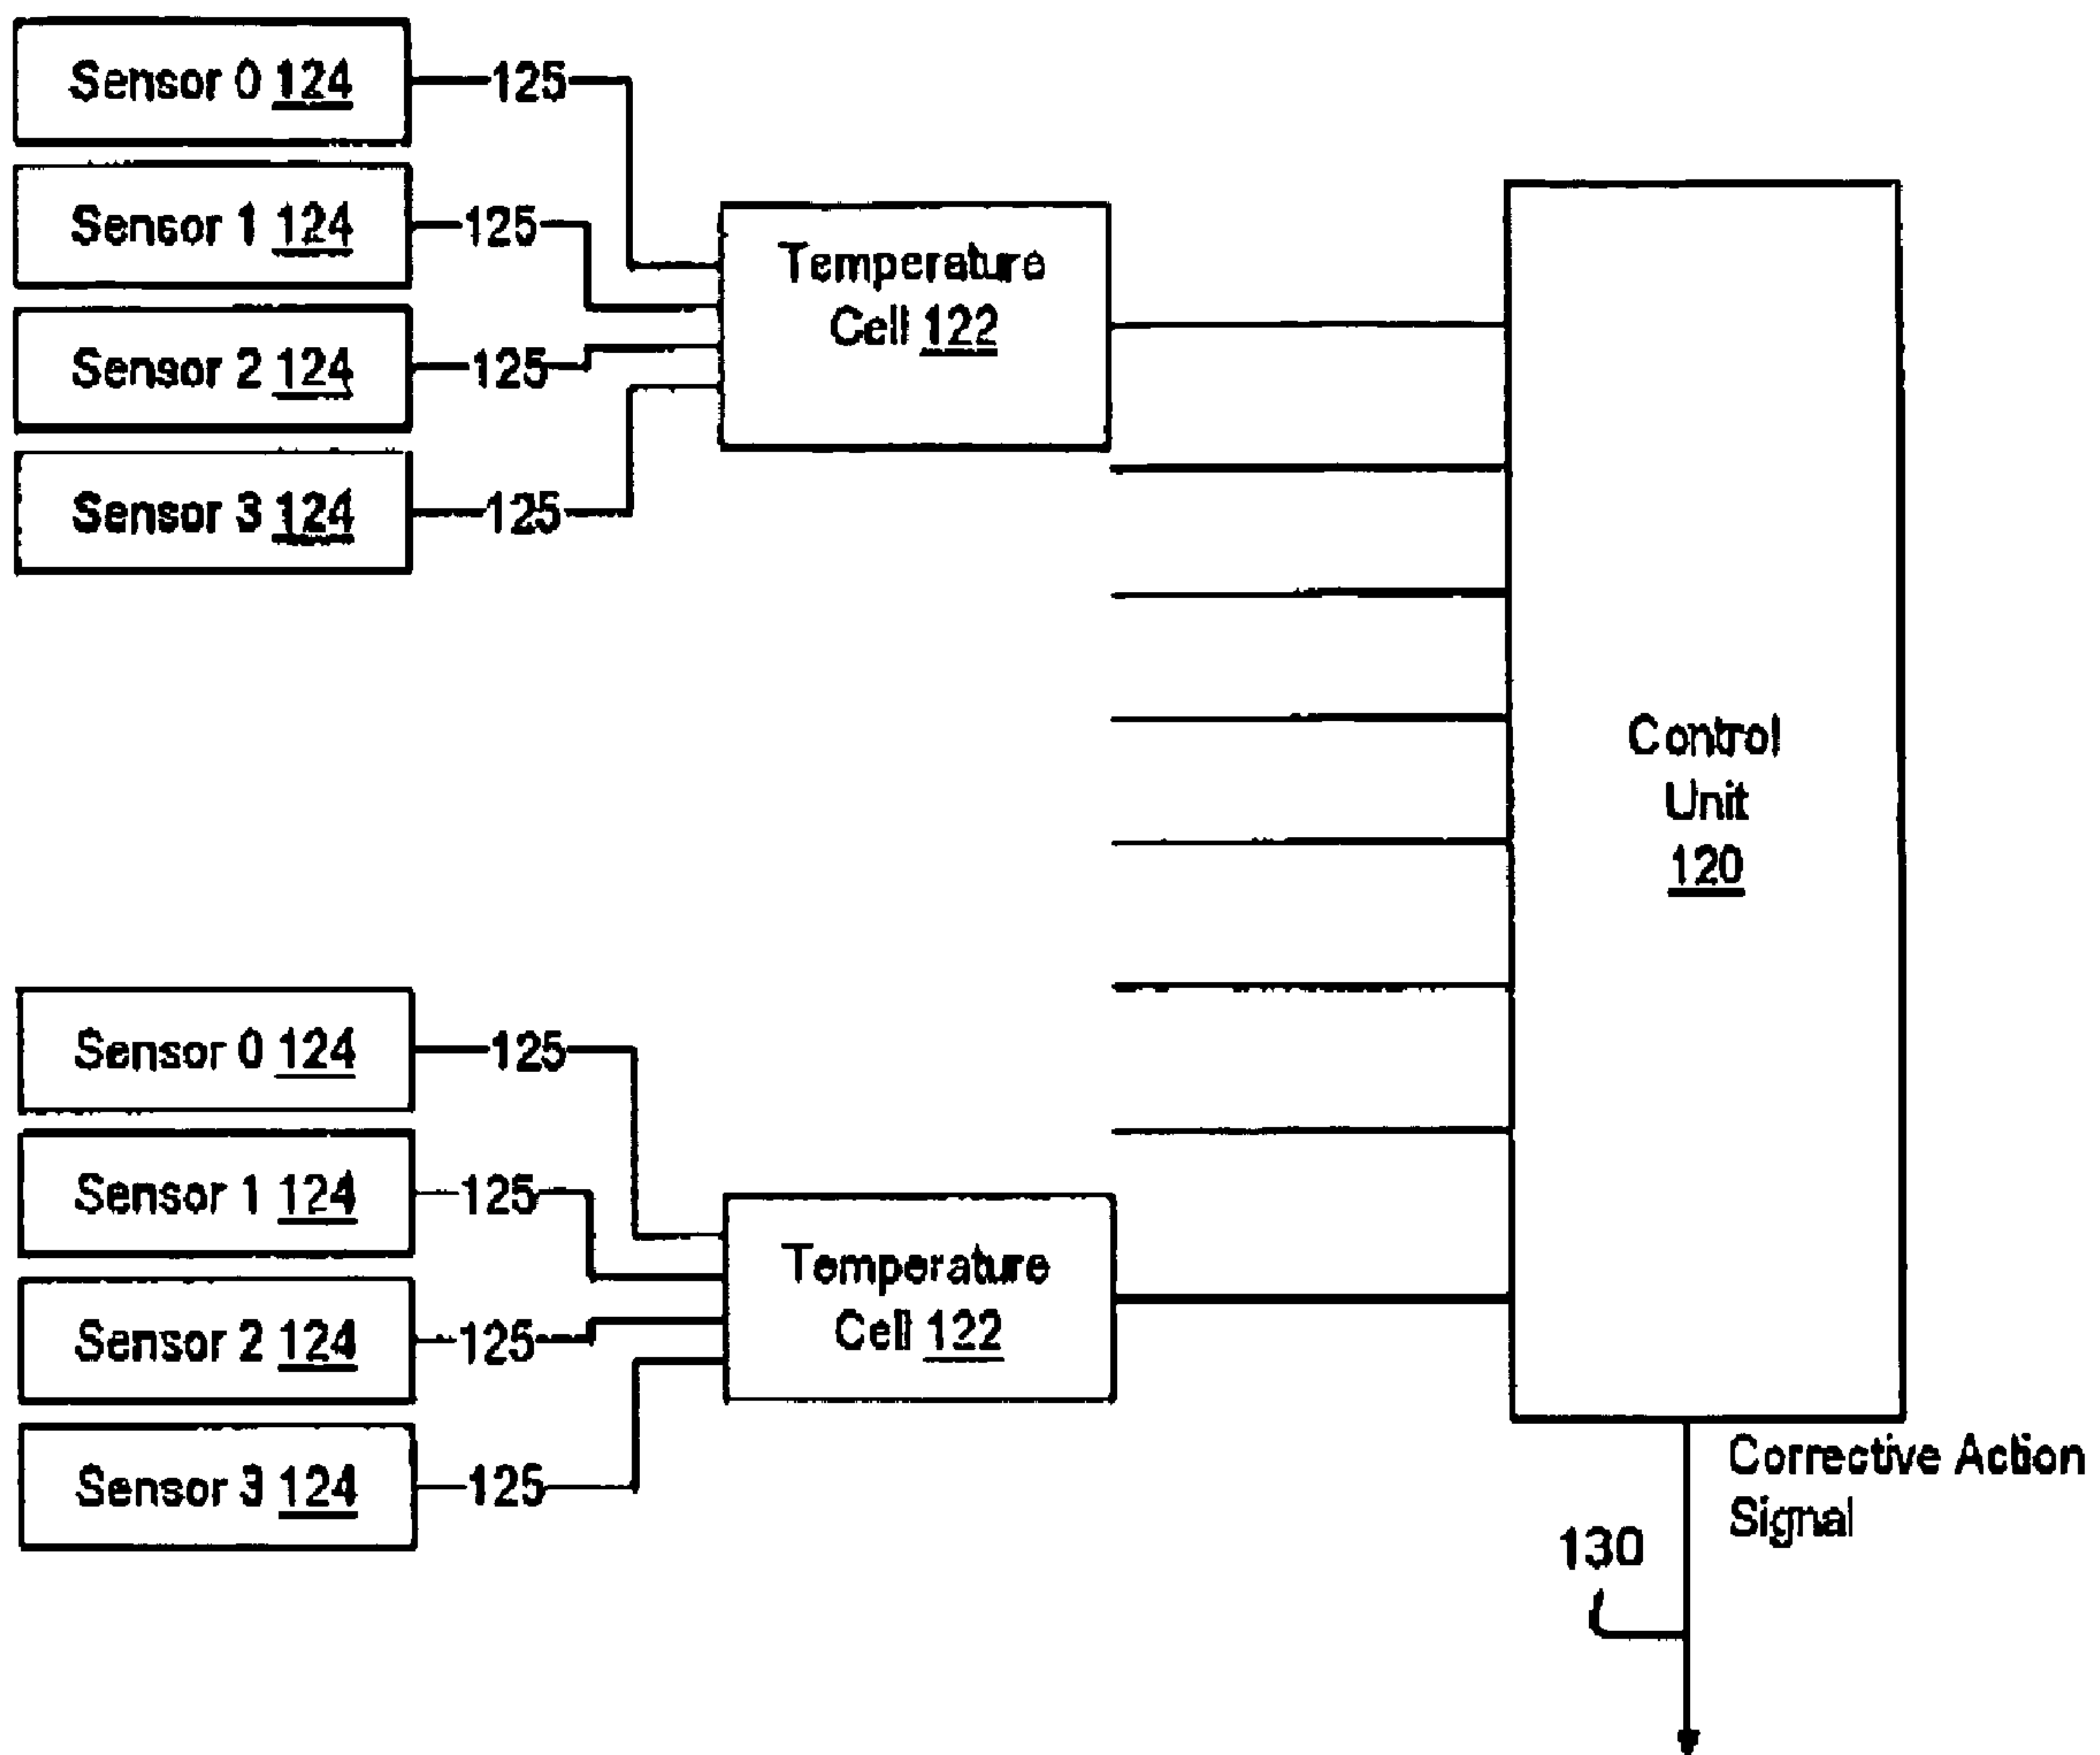 Sensor 0 124
125
Sensor 1 124
125
Sensor 2 124
125
Sensor 3 124
125
Temperature
Cell 122
Control
Unit
120
Sensor 0 124
125
Sensor 1 124
125
Sensor 2 124
125
Sensor 3 124
125
Temperature
Cell 122
Corrective Action
Signal
130